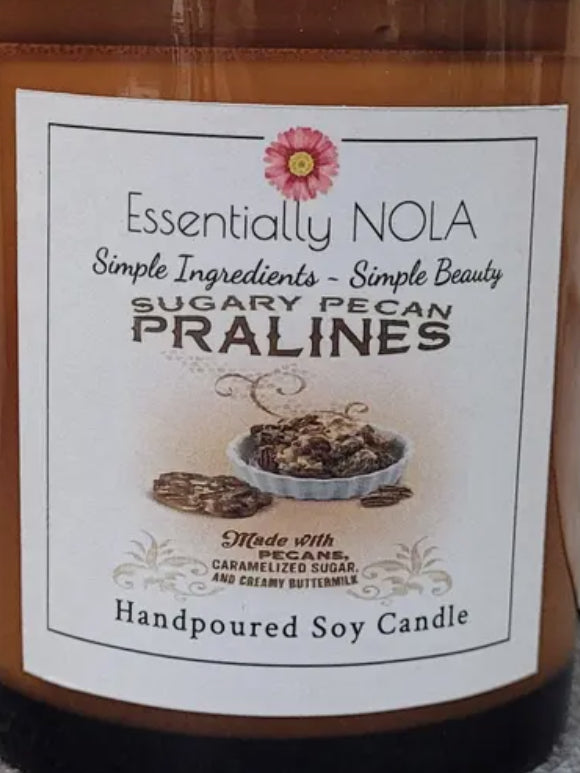 Essentially NOLA
Simple Ingredients ~ Simple Beauty
SUGARY PECAN
PRALINES
Made with
PECANS,
CARAMELIZED SUGAR,
AND CREAMY BUTTERMILK
Handpoured Soy Candle